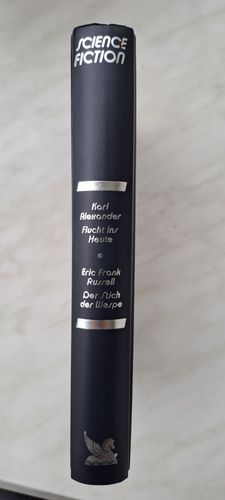 SCIENCE
FICTION
Karl
Alexander
Flucht ins
Heute
Eric Frank
Russell
Der Stich
der Wespe